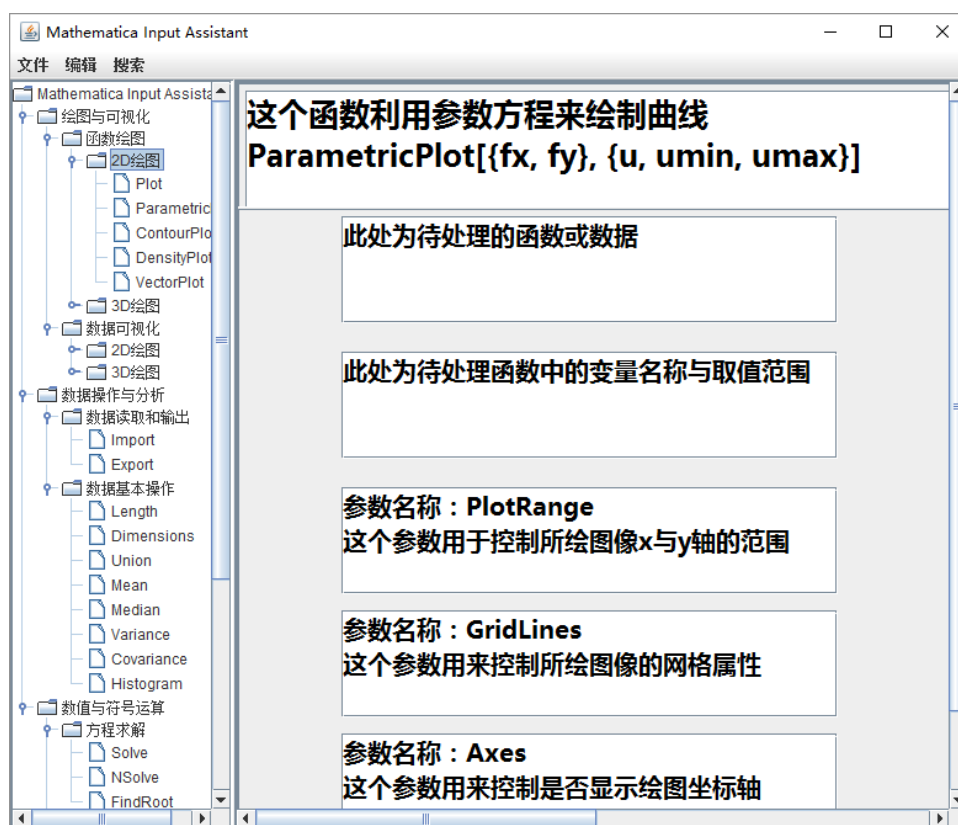 Mathematica Input Assistant
文件 编辑 搜索
Mathematica Input Assista
绘图与可视化
函数绘图
2D绘图
Plot
Parametric
ContourPlo
DensityPlot
VectorPlot
3D绘图
数据可视化
2D绘图
3D绘图
数据操作与分析
数据读取和输出
Import
Export
数据基本操作
Length
Dimensions
Union
Mean
Median
Variance
Covariance
Histogram
数值与符号运算
方程求解
Solve
NSolve
FindRoot
这个函数利用参数方程来绘制曲线
ParametricPlot[{fx, fy}, {u, umin, umax}]
此处为待处理的函数或数据
此处为待处理函数中的变量名称与取值范围
参数名称：PlotRange
这个参数用于控制所绘图像x与y轴的范围
参数名称：GridLines
这个参数用来控制所绘图像的网格属性
参数名称：Axes
这个参数用来控制是否显示绘图坐标轴